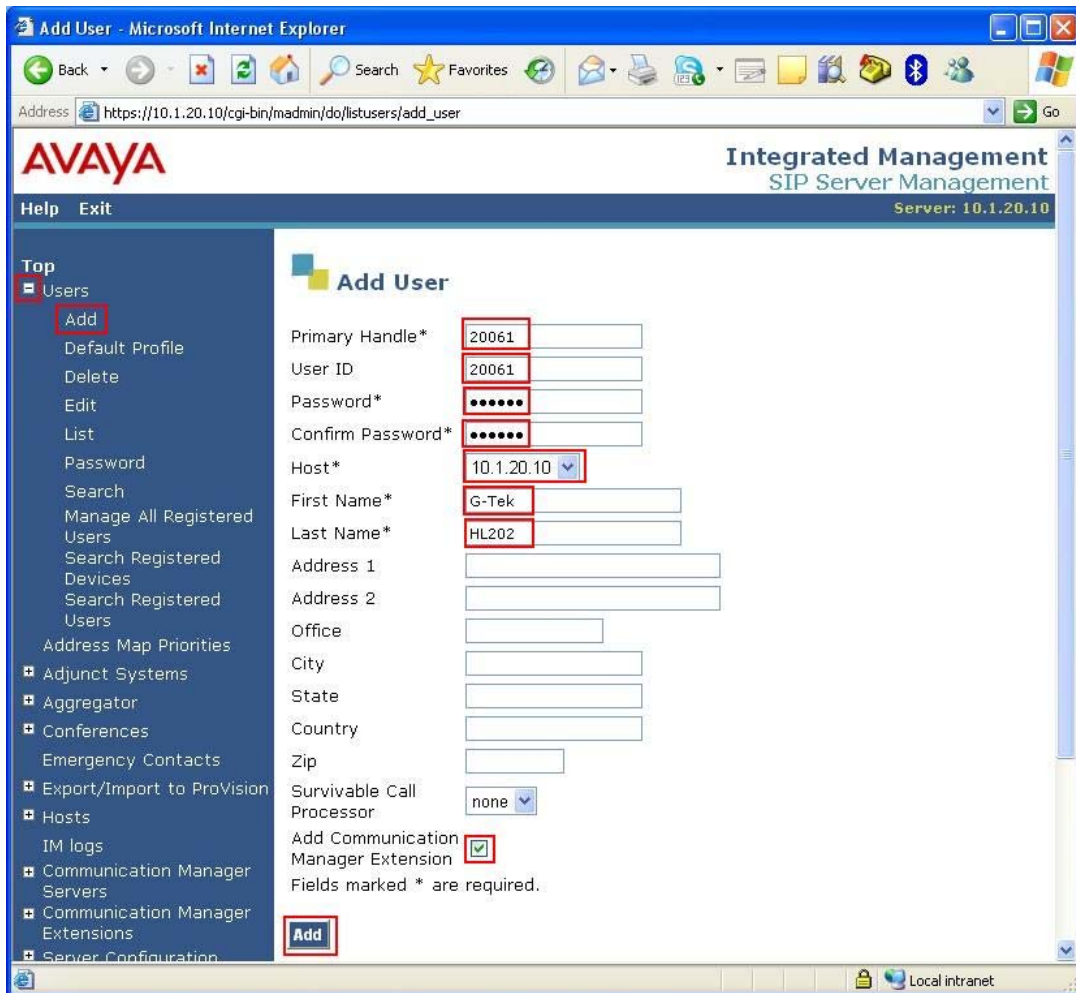 Add User - Microsoft Internet Explorer
Back Search Favorites
Address https://10.1.20.10/cgi-bin/madmin/do/listusers/add_user Go
AVAYA
Integrated Management
SIP Server Management
Help Exit
Server: 10.1.20.10
Top
Users
Add
Default Profile
Delete
Edit
List
Password
Search
Manage All Registered
Users
Search Registered
Devices
Search Registered
Users
Address Map Priorities
Adjunct Systems
Aggregator
Conferences
Emergency Contacts
Export/Import to ProVision
Hosts
IM logs
Communication Manager
Servers
Communication Manager
Extensions
Server Configuration
Add User
Primary Handle* 20061
User ID 20061
Password* ••••••
Confirm Password* ••••••
Host* 10.1.20.10
First Name* G-Tek
Last Name* HL202
Address 1
Address 2
Office
City
State
Country
Zip
Survivable Call
Processor none
Add Communication
Manager Extension
Fields marked * are required.
Add
Local intranet